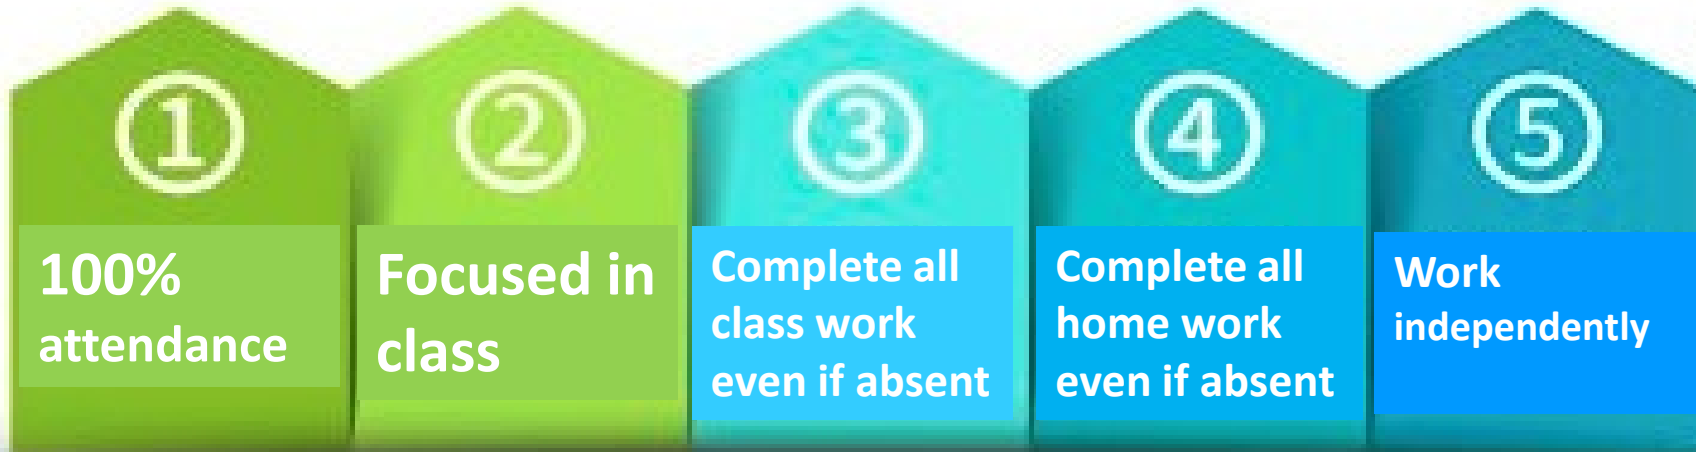 ①
100%
attendance
②
Focused in
class
③
Complete all
class work
even if absent
④
Complete all
home work
even if absent
⑤
Work
independently